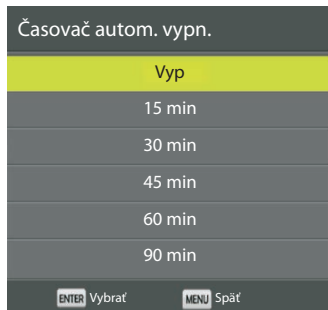 Časovač autom. vypn.
Vyp
15 min
30 min
45 min
60 min
90 min
ENTER Vybrať MENU Späť